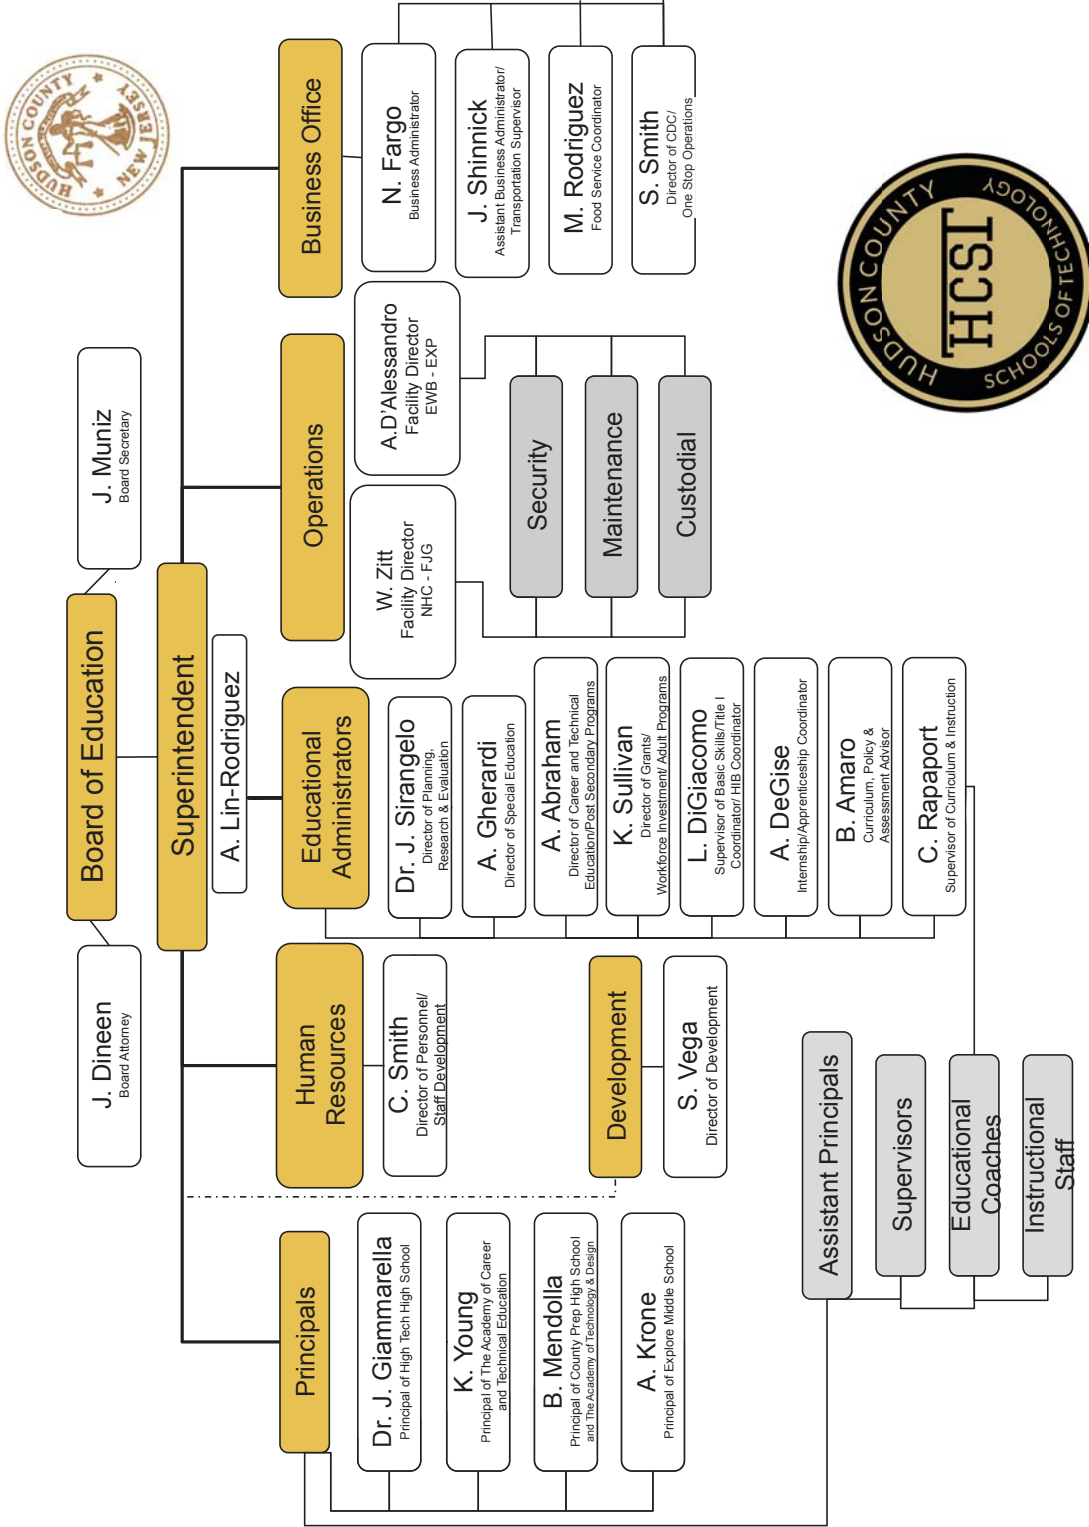 HUDSON COUNTY
NEW JERSEY
Board of Education
J. Dineen
Board Attorney
J. Muniz
Board Secretary
Superintendent
A. Lin-Rodriguez
Principals
Dr. J. Giammarella
Principal of High Tech High School
K. Young
Principal of The Academy of Career
and Technical Education
B. Mendolla
Principal of County Prep High School
and The Academy of Technology & Design
A. Krone
Principal of Explore Middle School
Human
Resources
C. Smith
Director of Personnel/
Staff Development
Development
S. Vega
Director of Development
Educational
Administrators
Dr. J. Sirangelo
Director of Planning,
Research & Evaluation
A. Gherardi
Director of Special Education
A. Abraham
Director of Career and Technical
Education/Post Secondary Programs
K. Sullivan
Director of Grants/
Workforce Investment/ Adult Programs
L. DiGiacomo
Supervisor of Basic Skills/Title I
Coordinator/ HIB Coordinator
A. DeGise
Internship/Apprenticeship Coordinator
B. Amaro
Curriculum, Policy &
Assessment Advisor
C. Rapaport
Supervisor of Curriculum & Instruction
Operations
W. Zitt
Facility Director
NHC - FJG
A.D'Alessandro
Facility Director
EWB - EXP
Security
Maintenance
Custodial
Business Office
N. Fargo
Business Administrator
J. Shinnick
Assistant Business Administrator/
Transportation Supervisor
M. Rodriguez
Food Service Coordinator
S. Smith
Director of CDC/
One Stop Operations
Assistant Principals
Supervisors
Educational
Coaches
Instructional
Staff
HUDSON COUNTY
HCST
SCHOOLS OF TECHNOLOGY